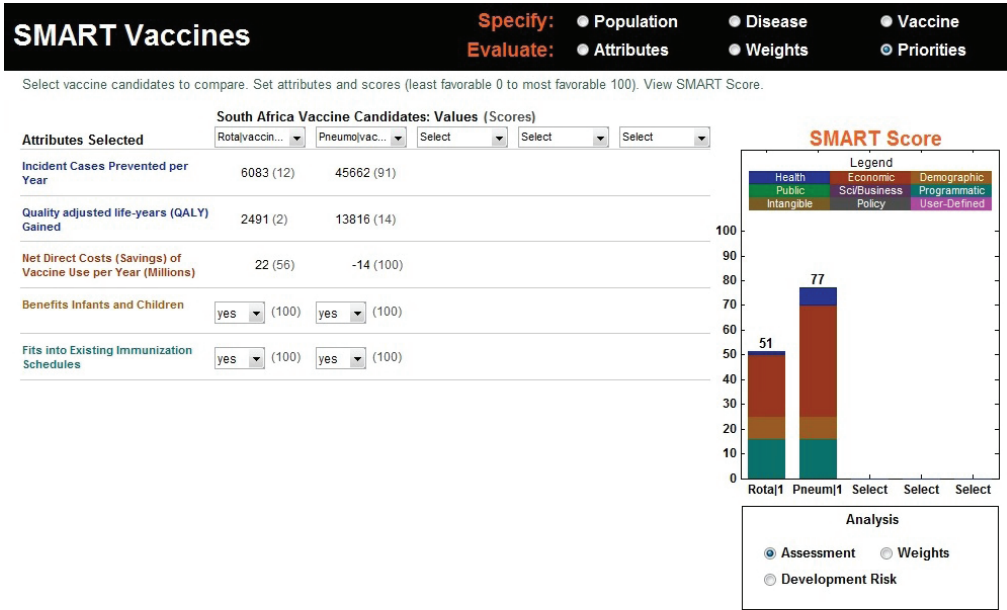 SMART Vaccines
Specify: Population Disease Vaccine
Evaluate: Attributes Weights Priorities
Select vaccine candidates to compare. Set attributes and scores (least favorable 0 to most favorable 100). View SMART Score.
South Africa Vaccine Candidates: Values (Scores)
Attributes Selected Rota|vaccin... Pneumo|vac... Select Select Select
Incident Cases Prevented per
Year
6083 (12) 45662 (91)
Quality adjusted life-years (QALY)
Gained
2491 (2) 13816 (14)
Net Direct Costs (Savings) of
Vaccine Use per Year (Millions)
22 (56) -14 (100)
Benefits Infants and Children
yes (100) yes (100)
Fits into Existing Immunization
Schedules
yes (100) yes (100)
SMART Score
Legend
Health Economic Demographic
Public Sci/Business Programmatic
Intangible Policy User-Defined
100
90
80
70
60
50
40
30
20
10
0
77
51
Rota|1 Pneum|1 Select Select Select
Analysis
Assessment Weights
Development Risk